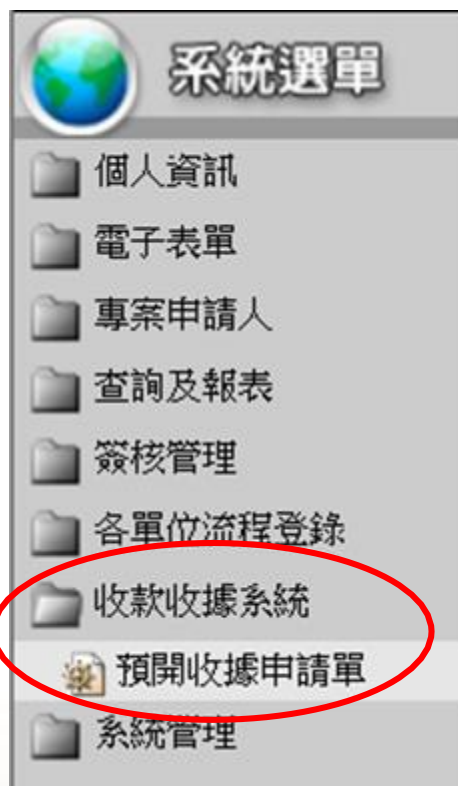 系統選單
個人資訊
電子表單
專案申請人
查詢及報表
簽核管理
各單位流程登錄
收款收據系統
預開收據申請單
系統管理